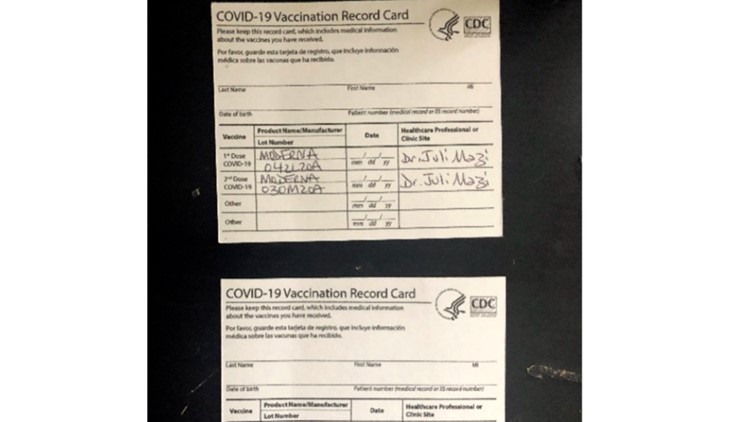 COVID-19 Vaccination Record Card
CDC
Please keep this record card, which includes medical information
about the vaccines you have received.
Por favor, guarde esta tarjeta de registro, que incluye información
médica sobre las vacunas que ha recibido.
Last Name First Name MI
Date of birth Patient number (medical record or IIS record number)
Vaccine Product Name/Manufacturer Date Healthcare Professional or
Lot Number Clinic Site
1st Dose MODERNA Dr. Juli Mazi
COVID-19 042L20A mm dd yy
2nd Dose MODERNA Dr. Juli Mazi
COVID-19 030M20A mm dd yy
Other
mm dd yy
Other
mm dd yy
COVID-19 Vaccination Record Card
CDC
Please keep this record card, which includes medical information
about the vaccines you have received.
Por favor, guarde esta tarjeta de registro, que incluye información
médica sobre las vacunas que ha recibido.
Last Name First Name MI
Date of birth Patient number (medical record or IIS record number)
Vaccine Product Name/Manufacturer Date Healthcare Professional or
Lot Number Clinic Site